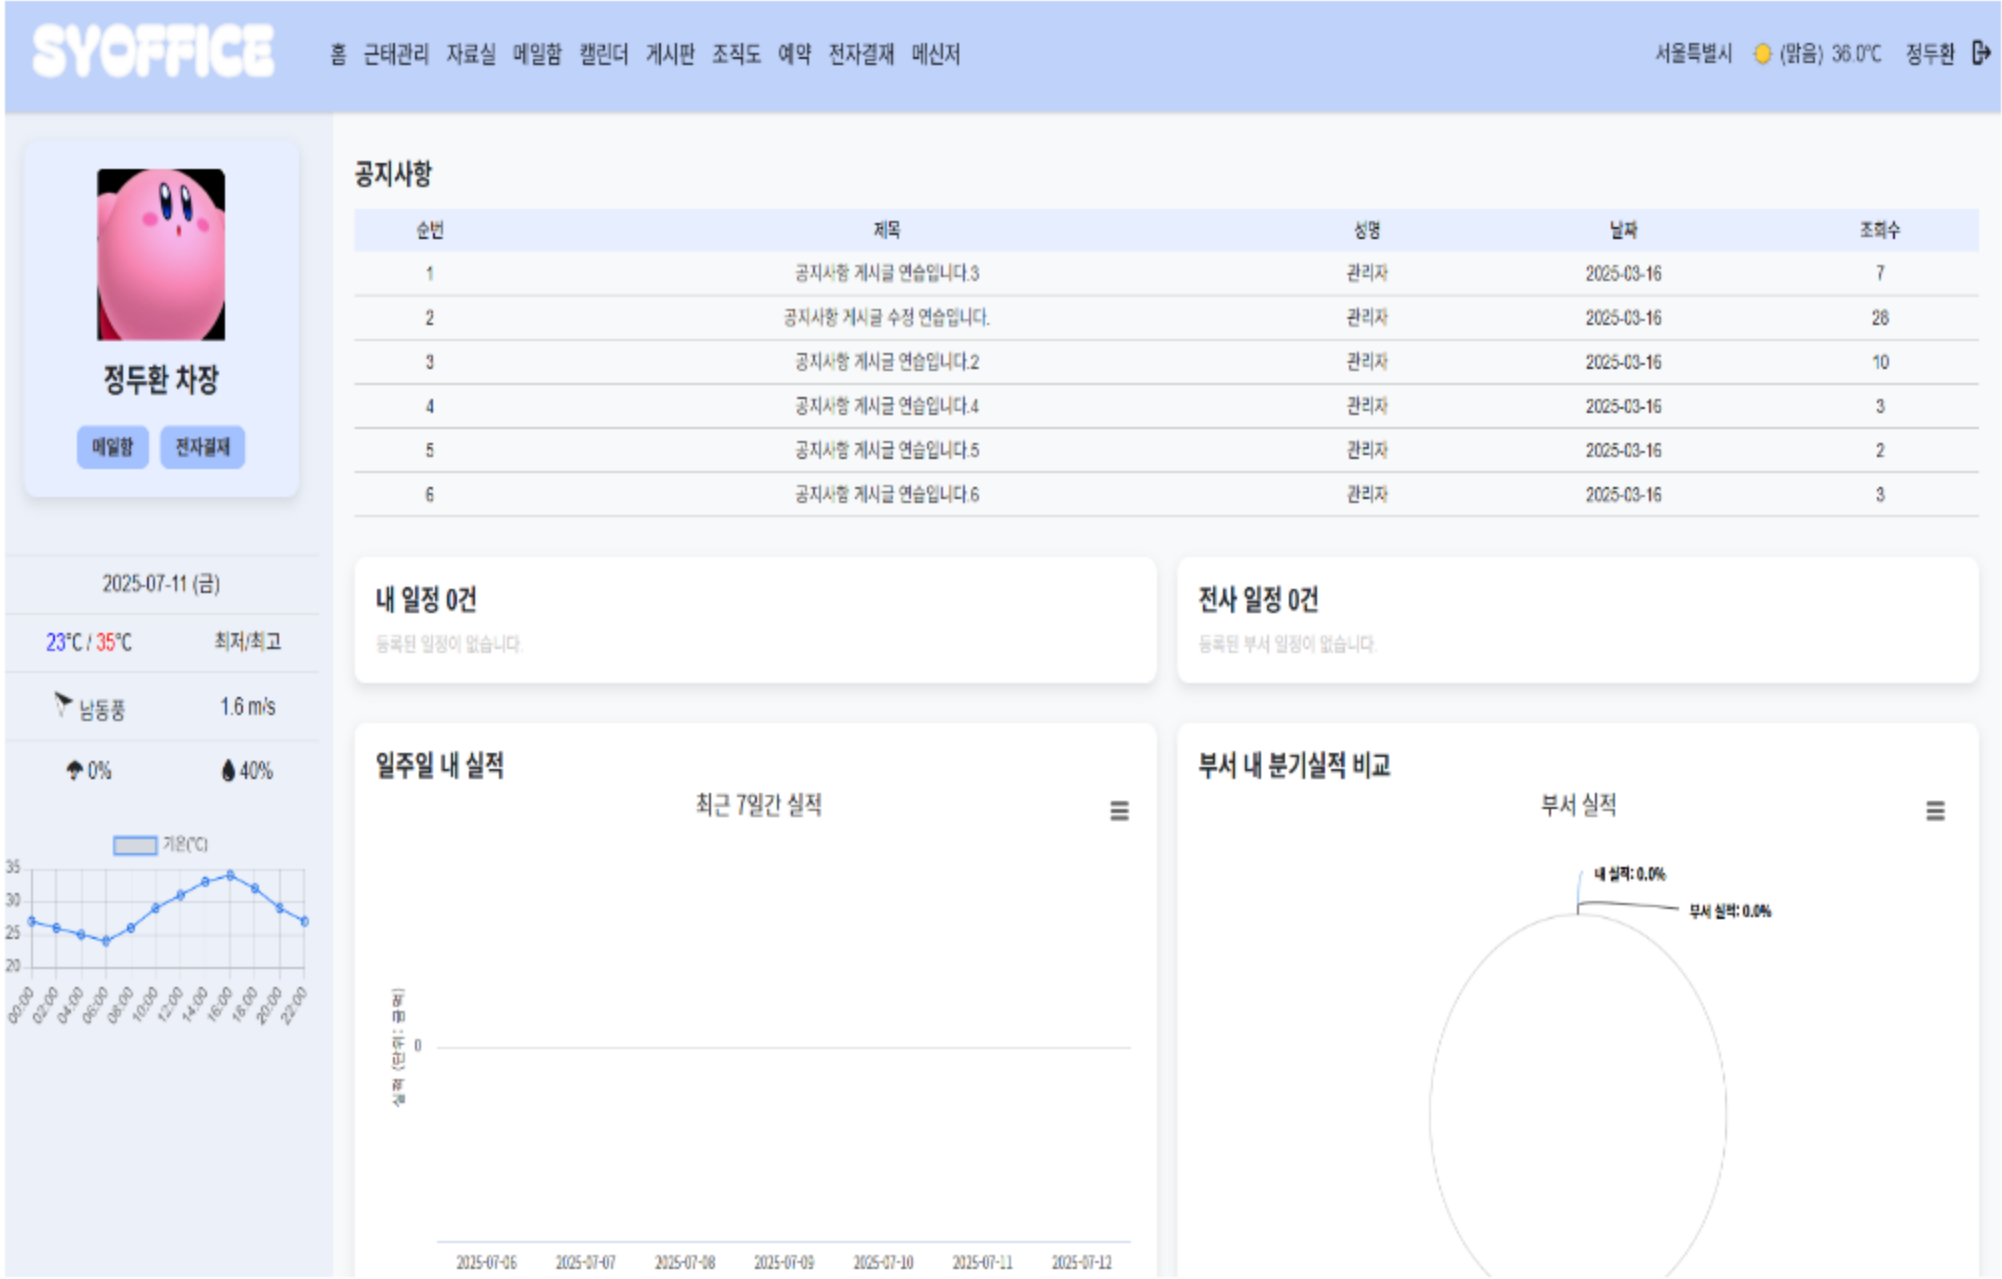 SYOFFICE 홈 근태관리 자료실 메일함 캘린더 게시판 조직도 예약 전자결재 메신저 서울특별시 (맑음) 36.0℃ 정두환
정두환 차장
메일함 전자결재
2025-07-11 (금)
23℃ / 35℃ 최저/최고
남동풍 1.6 m/s
0% 40%
기온(℃)
35
30
25
20
00:00 02:00 04:00 06:00 08:00 10:00 12:00 14:00 16:00 18:00 20:00 22:00
공지사항
순번 제목 성명 날짜 조회수
1 공지사항 게시글 연습입니다.3 관리자 2025-03-16 7
2 공지사항 게시글 수정 연습입니다. 관리자 2025-03-16 28
3 공지사항 게시글 연습입니다.2 관리자 2025-03-16 10
4 공지사항 게시글 연습입니다.4 관리자 2025-03-16 3
5 공지사항 게시글 연습입니다.5 관리자 2025-03-16 2
6 공지사항 게시글 연습입니다.6 관리자 2025-03-16 3
내 일정 0건
등록된 일정이 없습니다.
전사 일정 0건
등록된 부서 일정이 없습니다.
일주일 내 실적
최근 7일간 실적
실적 (단위: 금액)
0
2025-07-06 2025-07-07 2025-07-08 2025-07-09 2025-07-10 2025-07-11 2025-07-12
부서 내 분기실적 비교
부서 실적
내 실적: 0.0%
부서 실적: 0.0%